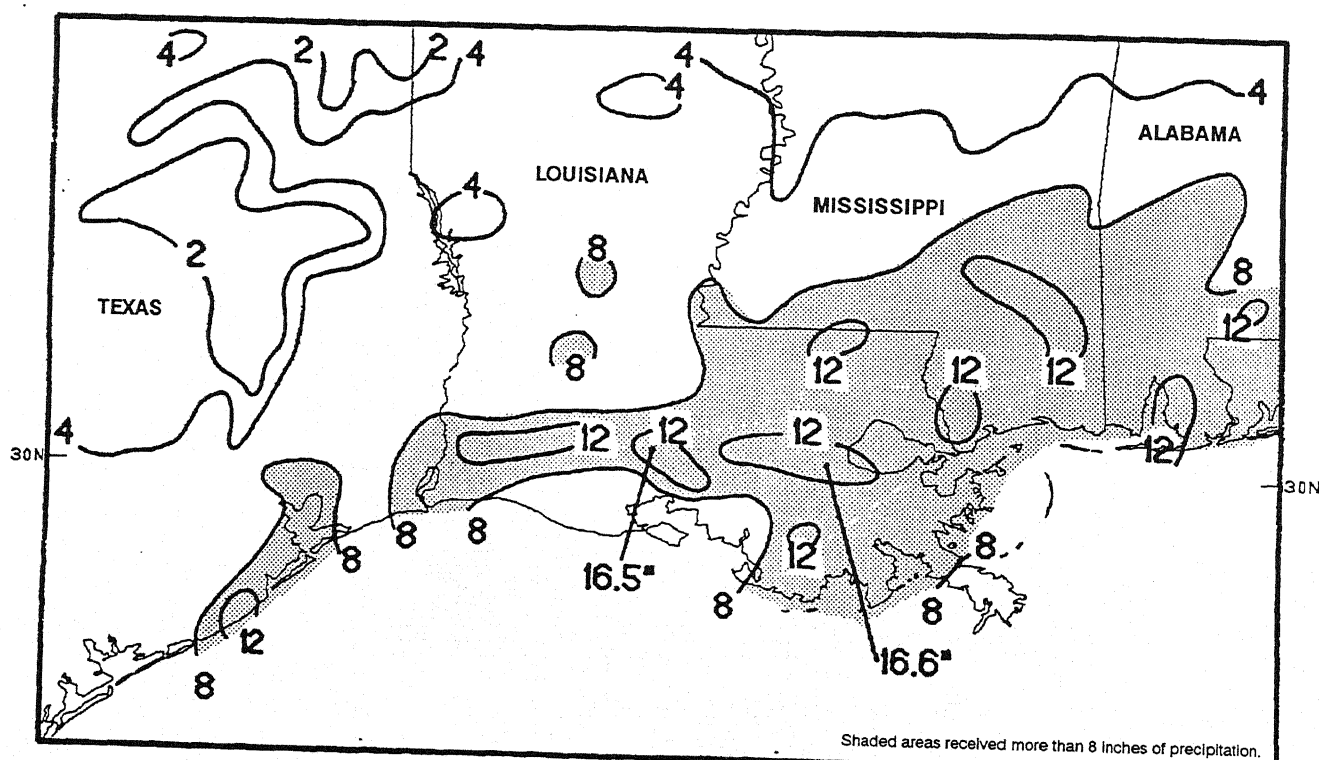 4 2 2 4 4 4 4
ALABAMA
LOUISIANA
4
MISSISSIPPI
2
8
8
TEXAS
12
8
12 12 12
4
12 12 12 12
30N
30N
8 8 8 12 8
16.5"
8 8
12
16.6"
8
Shaded areas received more than 8 inches of precipitation.